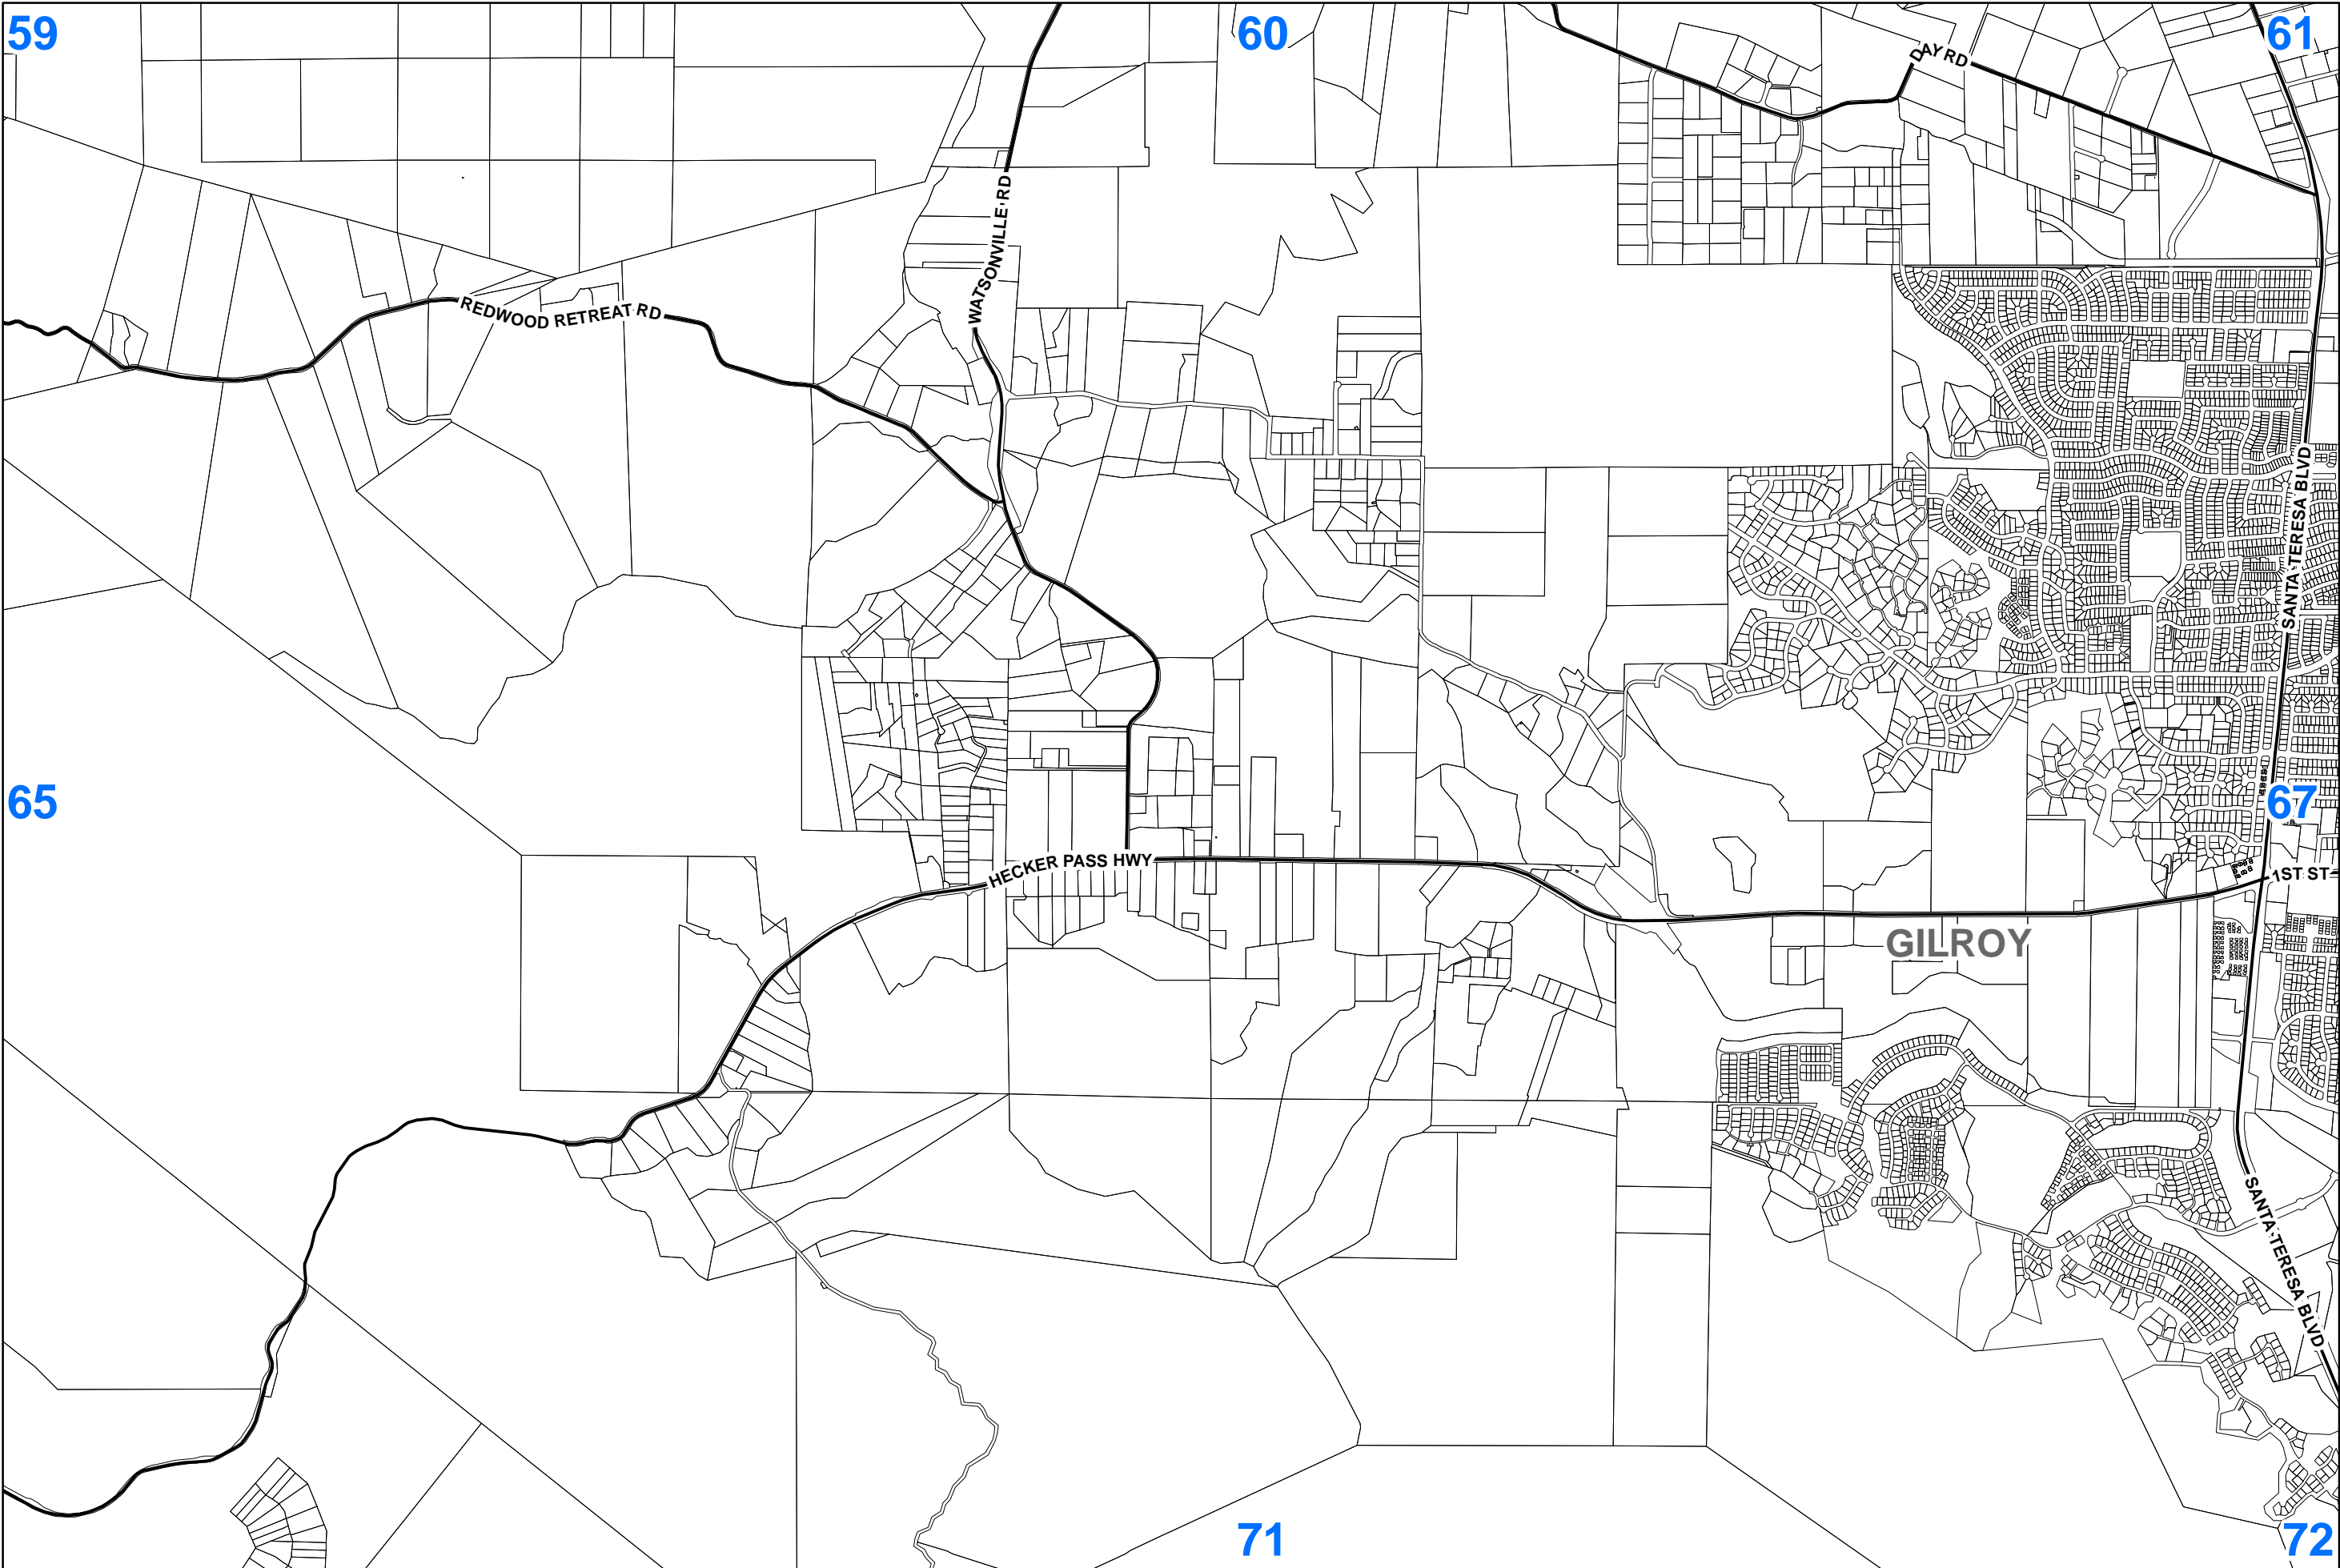 59
60
61
DAY RD
WATSONVILLE RD
REDWOOD RETREAT RD
SANTA TERESA BLVD
65
67
HECKER PASS HWY
1ST ST
GILROY
SANTA TERESA BLVD
71
72